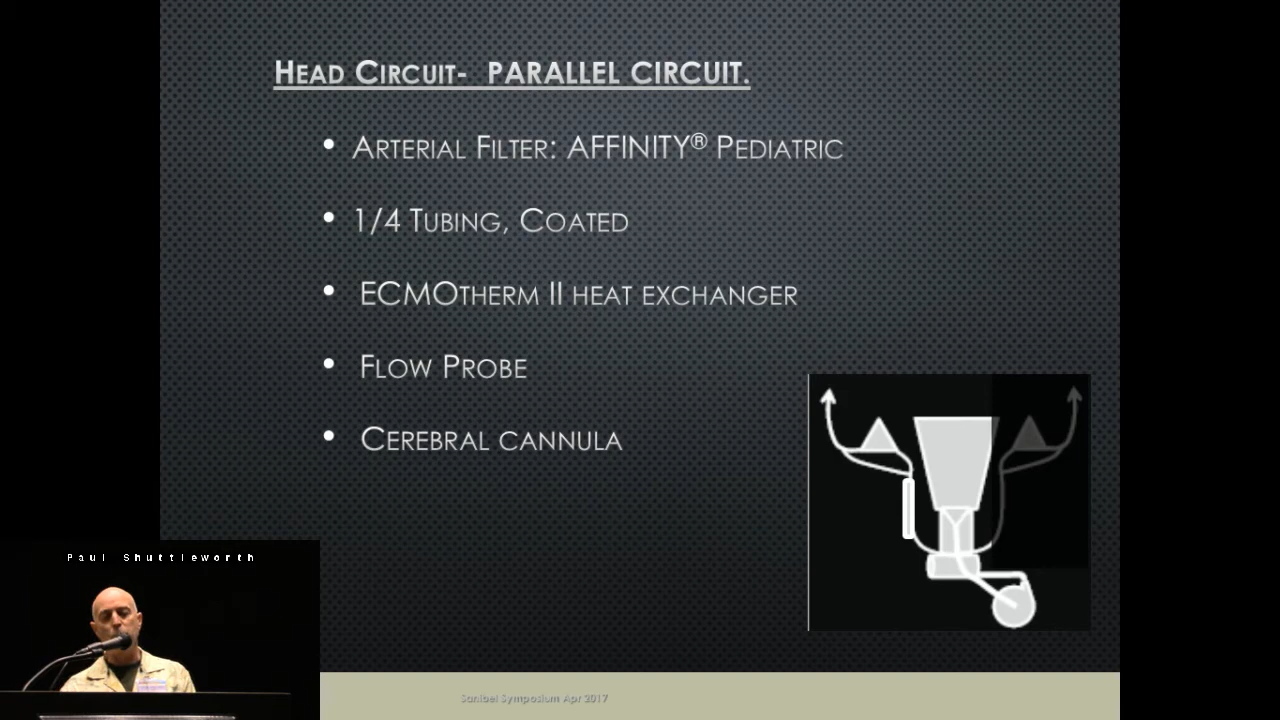 Head Circuit-  PARALLEL CIRCUIT.
• Arterial Filter: AFFINITY® Pediatric
• 1/4 Tubing, Coated
• ECMOtherm II heat exchanger
• Flow Probe
• Cerebral cannula
Paul Shuttleworth
Sanibel Symposium Apr 2017